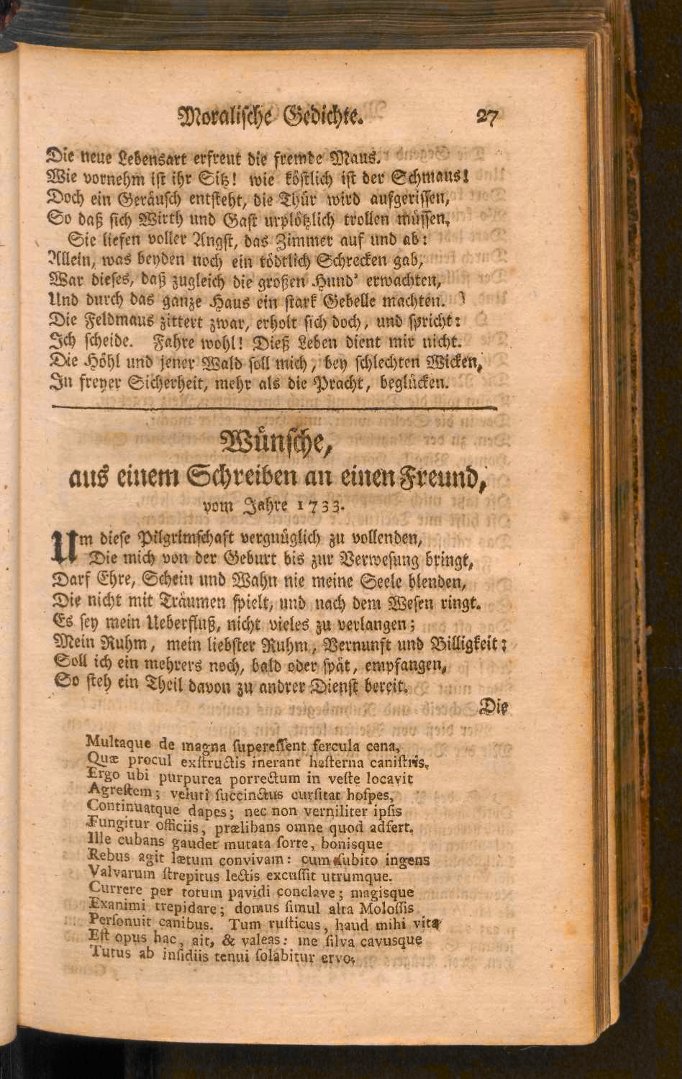 Moralische Gedichte. 27
Die neue Lebensart erfreut die fremde Maus.
Wie vornehm ist ihr Sitz! wie köstlich ist der Schmaus!
Doch ein Geräusch entsteht, die Thür wird aufgerissen,
So daß sich Wirth und Gast urplötzlich trollen müssen.
Sie liefen voller Angst, das Zimmer auf und ab:
Allein, was beyden noch ein tödtlich Schrecken gab,
War dieses, daß zugleich die großen Hund' erwachten,
Und durch das ganze Haus ein stark Gebelle machten.
Die Feldmaus zittert zwar, erholt sich doch, und spricht:
Ich scheide. Fahre wohl! Dieß Leben dient mir nicht.
Die Höhl und jener Wald soll mich, bey schlechten Wicken,
In freyer Sicherheit, mehr als die Pracht, beglücken.
Wünsche,
aus einem Schreiben an einen Freund,
vom Jahre 1733.
Um diese Pilgrimschaft vergnüglich zu vollenden,
Die mich von der Geburt bis zur Verwesung bringt,
Darf Ehre, Schein und Wahn nie meine Seele blenden,
Die nicht mit Träumen spielt, und nach dem Wesen ringt.
Es sey mein Ueberfluß, nicht vieles zu verlangen;
Mein Ruhm, mein liebster Ruhm, Vernunft und Billigkeit:
Soll ich ein mehrers noch, bald oder spät, empfangen,
So steh ein Theil davon zu andrer Dienst bereit.
Die
Multaque de magna superessent fercula cena,
Quæ procul exstructis inerant hesterna canistris.
Ergo ubi purpurea porrectum in veste locavit
Agrestem; veluti succinctus cursitat hospes,
Continuatque dapes; nec non verniliter ipsis
Fungitur officiis, prælibans omne quod adfert.
Ille cubans gaudet mutata sorte, bonisque
Rebus agit lætum convivam: cum subito ingens
Valvarum strepitus lectis excussit utrumque.
Currere per totum pavidi conclave; magisque
Exanimi trepidare; domus simul alta Molossis
Personuit canibus. Tum rusticus, haud mihi vita
Est opus hac, ait, & valeas: me silva cavusque
Tutus ab insidiis tenui solabitur ervo.